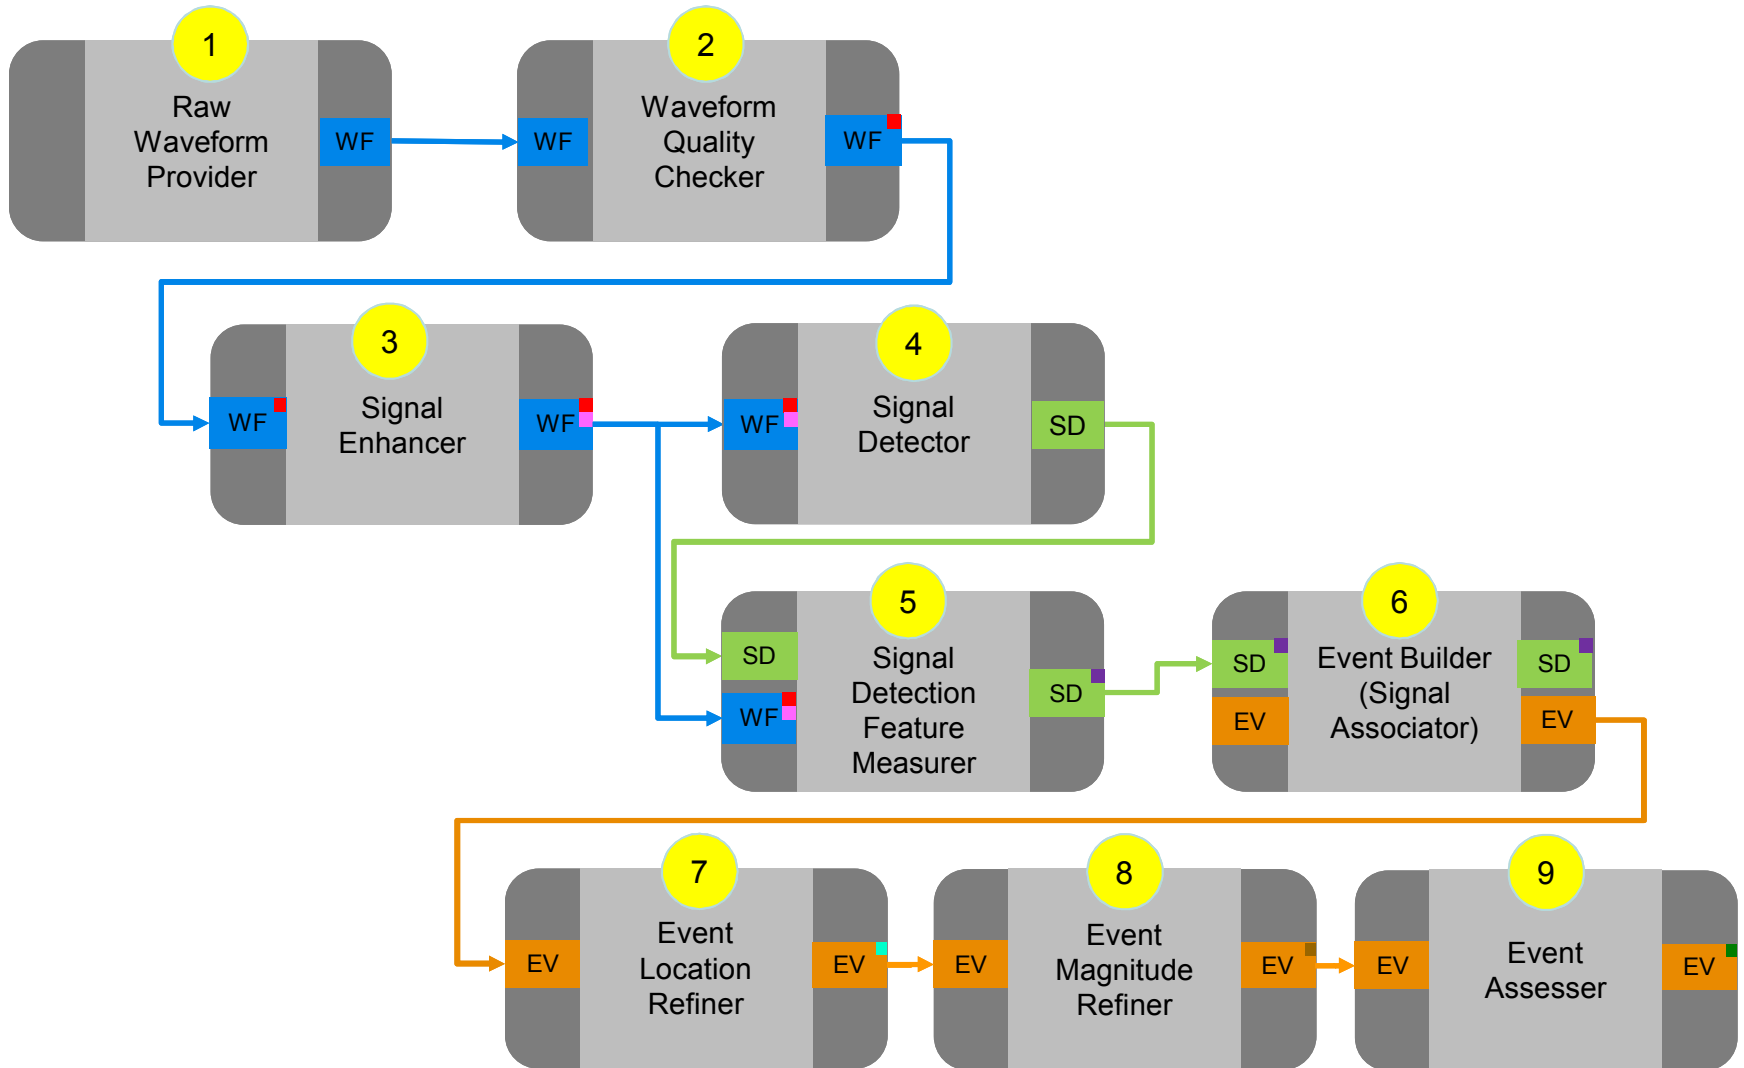 1
Raw
Waveform
Provider
WF
2
WF
Waveform
Quality
Checker
WF
3
WF
Signal
Enhancer
WF
4
WF
Signal
Detector
SD
5
SD
WF
Signal
Detection
Feature
Measurer
SD
6
SD
EV
Event Builder
(Signal
Associator)
SD
EV
7
EV
Event
Location
Refiner
EV
8
EV
Event
Magnitude
Refiner
EV
9
EV
Event
Assesser
EV